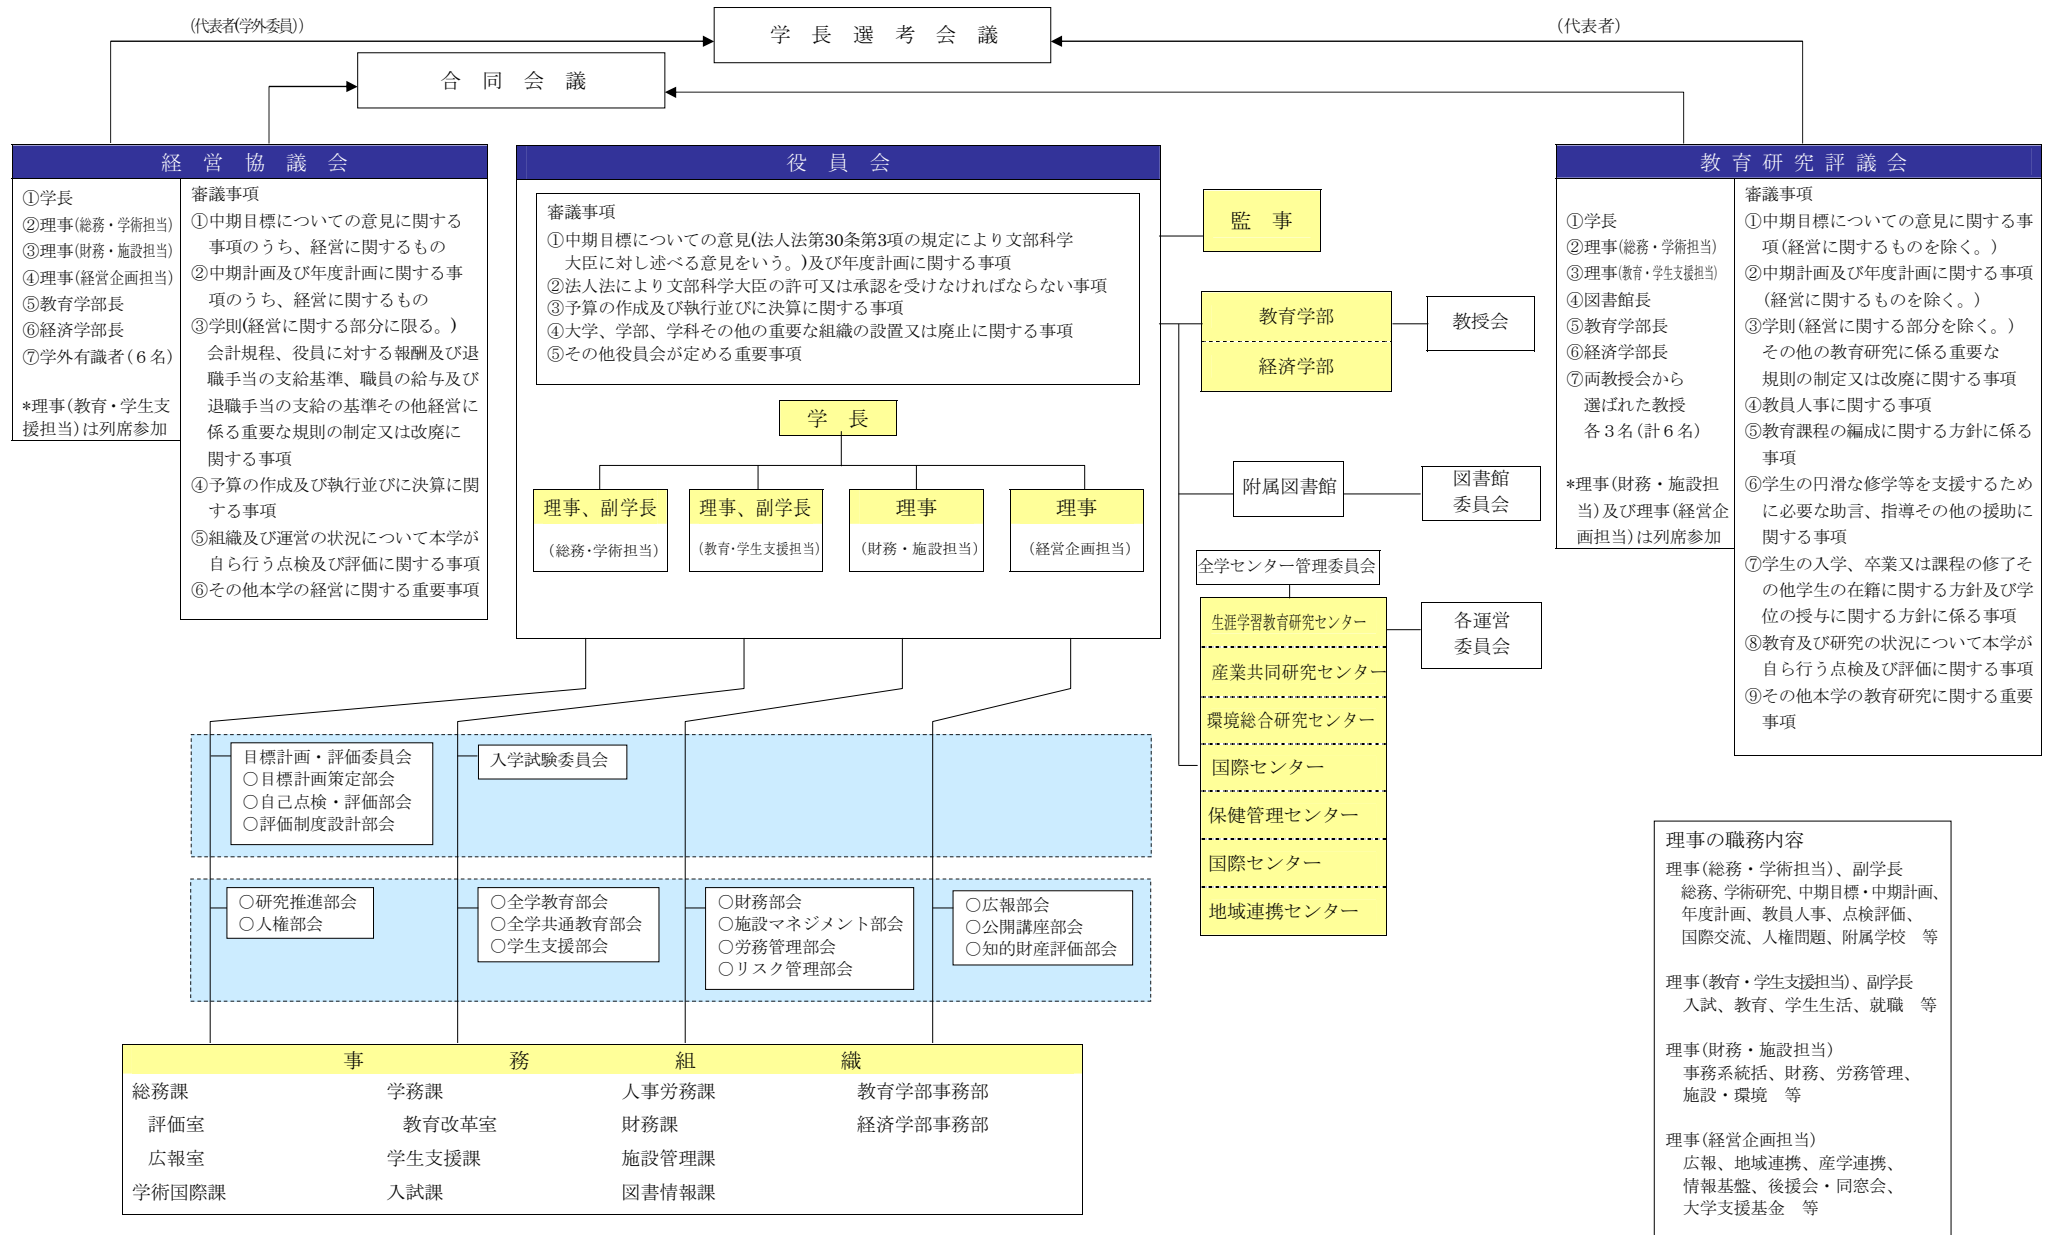 (代表者(学外委員))
学長選考会議
(代表者)
合同会議
経営協議会
①学長
②理事(総務・学術担当)
③理事(財務・施設担当)
④理事(経営企画担当)
⑤教育学部長
⑥経済学部長
⑦学外有識者(６名)
*理事(教育・学生支
援担当)は列席参加
審議事項
①中期目標についての意見に関する
事項のうち、経営に関するもの
②中期計画及び年度計画に関する事
項のうち、経営に関するもの
③学則(経営に関する部分に限る。)
会計規程、役員に対する報酬及び退
職手当の支給基準、職員の給与及び
退職手当の支給の基準その他経営に
係る重要な規則の制定又は改廃に
関する事項
④予算の作成及び執行並びに決算に関
する事項
⑤組織及び運営の状況について本学が
自ら行う点検及び評価に関する事項
⑥その他本学の経営に関する重要事項
役員会
審議事項
①中期目標についての意見(法人法第30条第3項の規定により文部科学
大臣に対し述べる意見をいう。)及び年度計画に関する事項
②法人法により文部科学大臣の許可又は承認を受けなければならない事項
③予算の作成及び執行並びに決算に関する事項
④大学、学部、学科その他の重要な組織の設置又は廃止に関する事項
⑤その他役員会が定める重要事項
学長
理事、副学長
(総務・学術担当)
理事、副学長
(教育・学生支援担当)
理事
(財務・施設担当)
理事
(経営企画担当)
監事
教育学部
経済学部
教授会
附属図書館
図書館
委員会
全学センター管理委員会
生涯学習教育研究センター
産業共同研究センター
環境総合研究センター
国際センター
保健管理センター
国際センター
地域連携センター
各運営
委員会
教育研究評議会
①学長
②理事(総務・学術担当)
③理事(教育・学生支援担当)
④図書館長
⑤教育学部長
⑥経済学部長
⑦両教授会から
選ばれた教授
各３名(計６名)
*理事(財務・施設担
当)及び理事(経営企
画担当)は列席参加
審議事項
①中期目標についての意見に関する事
項(経営に関するものを除く。)
②中期計画及び年度計画に関する事項
(経営に関するものを除く。)
③学則(経営に関する部分を除く。)
その他の教育研究に係る重要な
規則の制定又は改廃に関する事項
④教員人事に関する事項
⑤教育課程の編成に関する方針に係る
事項
⑥学生の円滑な修学等を支援するため
に必要な助言、指導その他の援助に
関する事項
⑦学生の入学、卒業又は課程の修了そ
の他学生の在籍に関する方針及び学
位の授与に関する方針に係る事項
⑧教育及び研究の状況について本学が
自ら行う点検及び評価に関する事項
⑨その他本学の教育研究に関する重要
事項
目標計画・評価委員会
○目標計画策定部会
○自己点検・評価部会
○評価制度設計部会
入学試験委員会
○研究推進部会
○人権部会
○全学教育部会
○全学共通教育部会
○学生支援部会
○財務部会
○施設マネジメント部会
○労務管理部会
○リスク管理部会
○広報部会
○公開講座部会
○知的財産評価部会
事務組織
総務課
評価室
広報室
学術国際課
学務課
教育改革室
学生支援課
入試課
人事労務課
財務課
施設管理課
図書情報課
教育学部事務部
経済学部事務部
理事の職務内容
理事(総務・学術担当)、副学長
総務、学術研究、中期目標・中期計画、
年度計画、教員人事、点検評価、
国際交流、人権問題、附属学校　等
理事(教育・学生支援担当)、副学長
入試、教育、学生生活、就職　等
理事(財務・施設担当)
事務系統括、財務、労務管理、
施設・環境　等
理事(経営企画担当)
広報、地域連携、産学連携、
情報基盤、後援会・同窓会、
大学支援基金　等